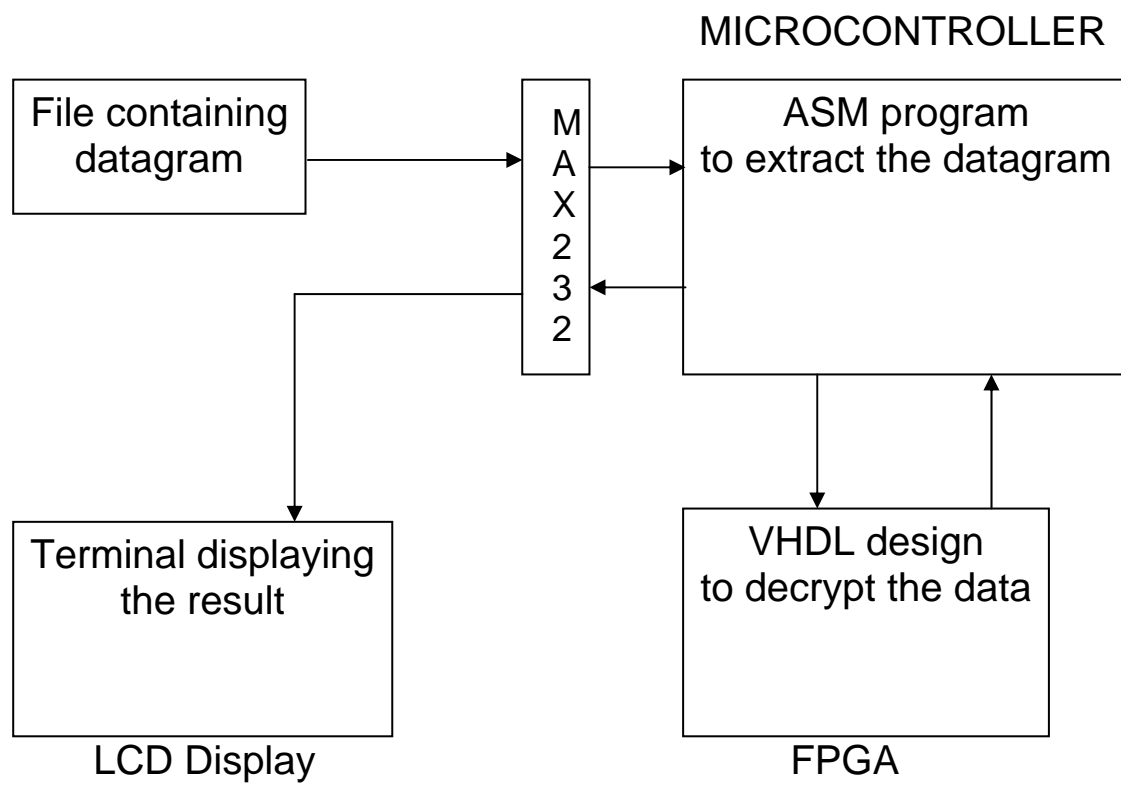 MICROCONTROLLER
File containing
datagram
M
A
X
2
3
2
ASM program
to extract the datagram
Terminal displaying
the result
LCD Display
VHDL design
to decrypt the data
FPGA